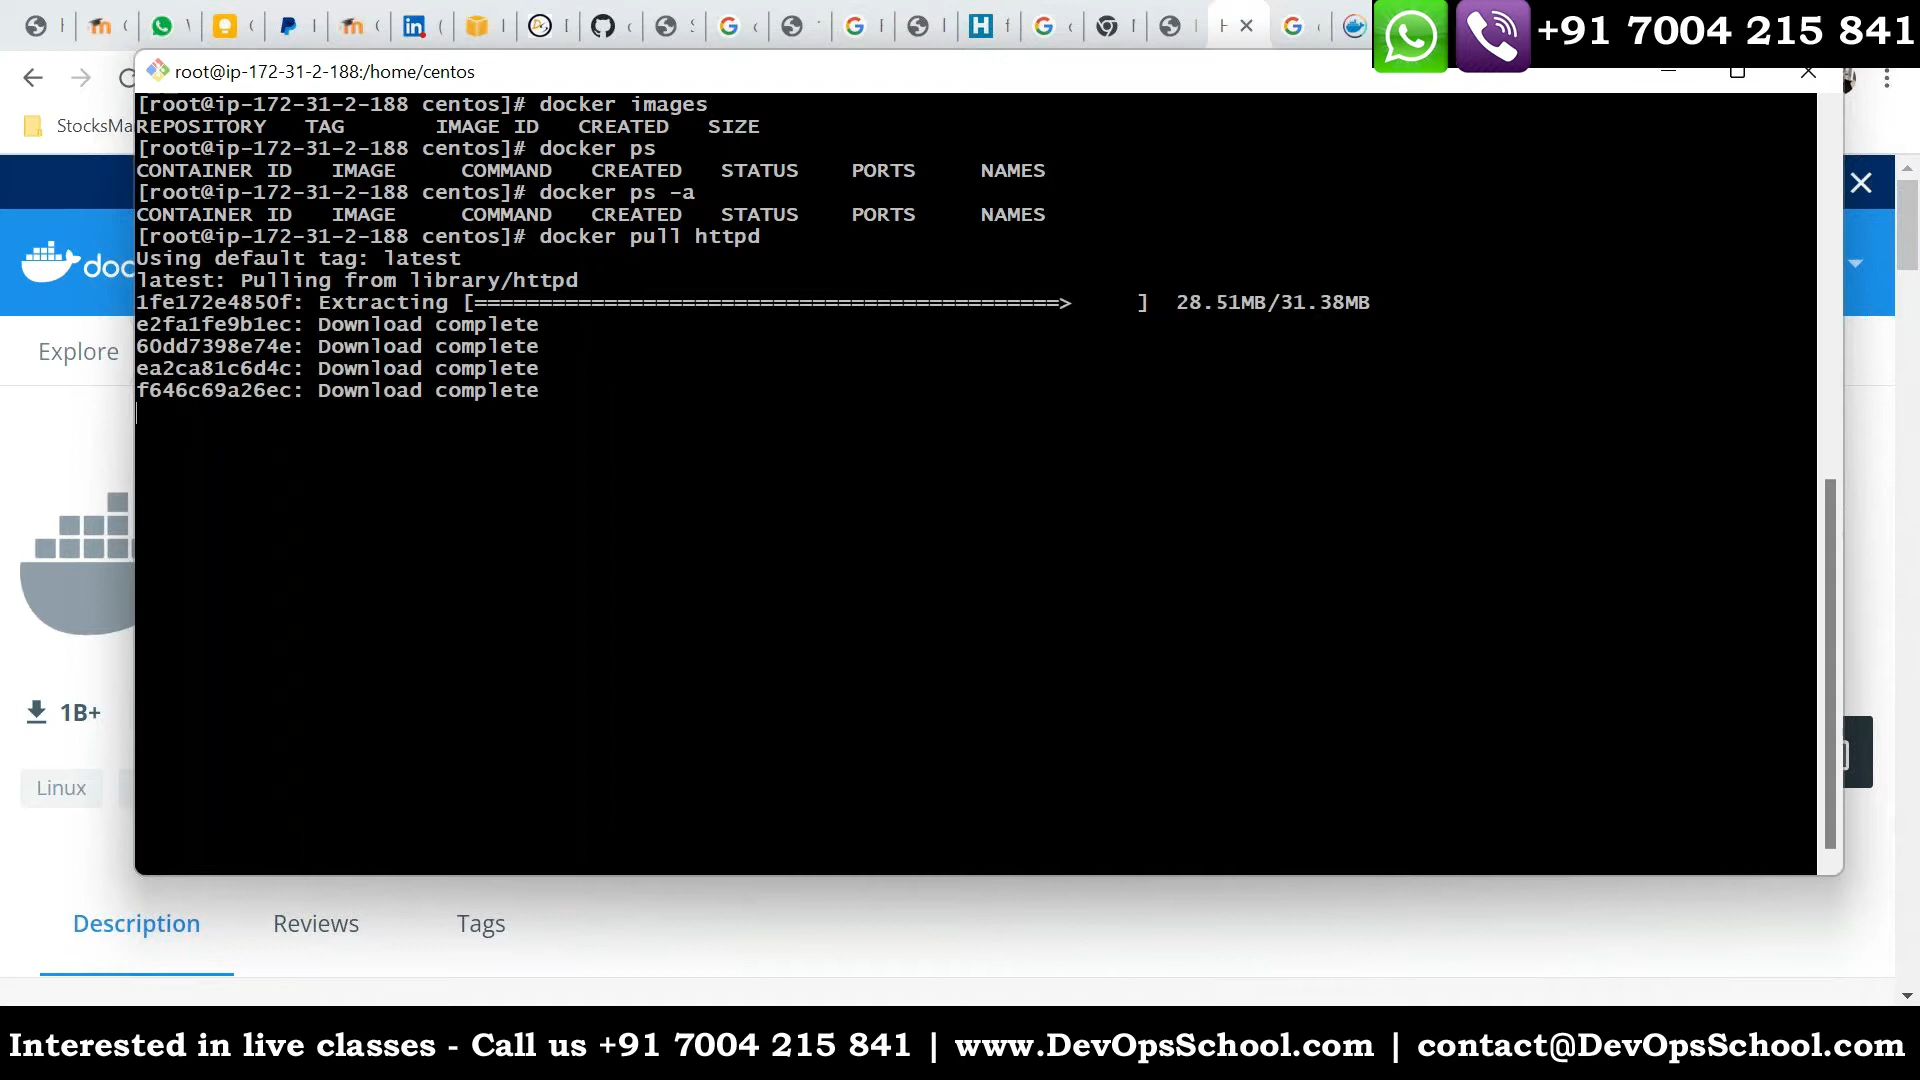 +91 7004 215 841
root@ip-172-31-2-188:/home/centos
StocksMa
[root@ip-172-31-2-188 centos]# docker images
REPOSITORY TAG IMAGE ID CREATED SIZE
[root@ip-172-31-2-188 centos]# docker ps
CONTAINER ID IMAGE COMMAND CREATED STATUS PORTS NAMES
[root@ip-172-31-2-188 centos]# docker ps -a
CONTAINER ID IMAGE COMMAND CREATED STATUS PORTS NAMES
[root@ip-172-31-2-188 centos]# docker pull httpd
Using default tag: latest
latest: Pulling from library/httpd
1fe172e4850f: Extracting [=============================================> ] 28.51MB/31.38MB
e2fa1fe9b1ec: Download complete
60dd7398e74e: Download complete
ea2ca81c6d4c: Download complete
f646c69a26ec: Download complete
doc
Explore
1B+
Linux
Description Reviews Tags
Interested in live classes - Call us +91 7004 215 841 | www.DevOpsSchool.com | contact@DevOpsSchool.com